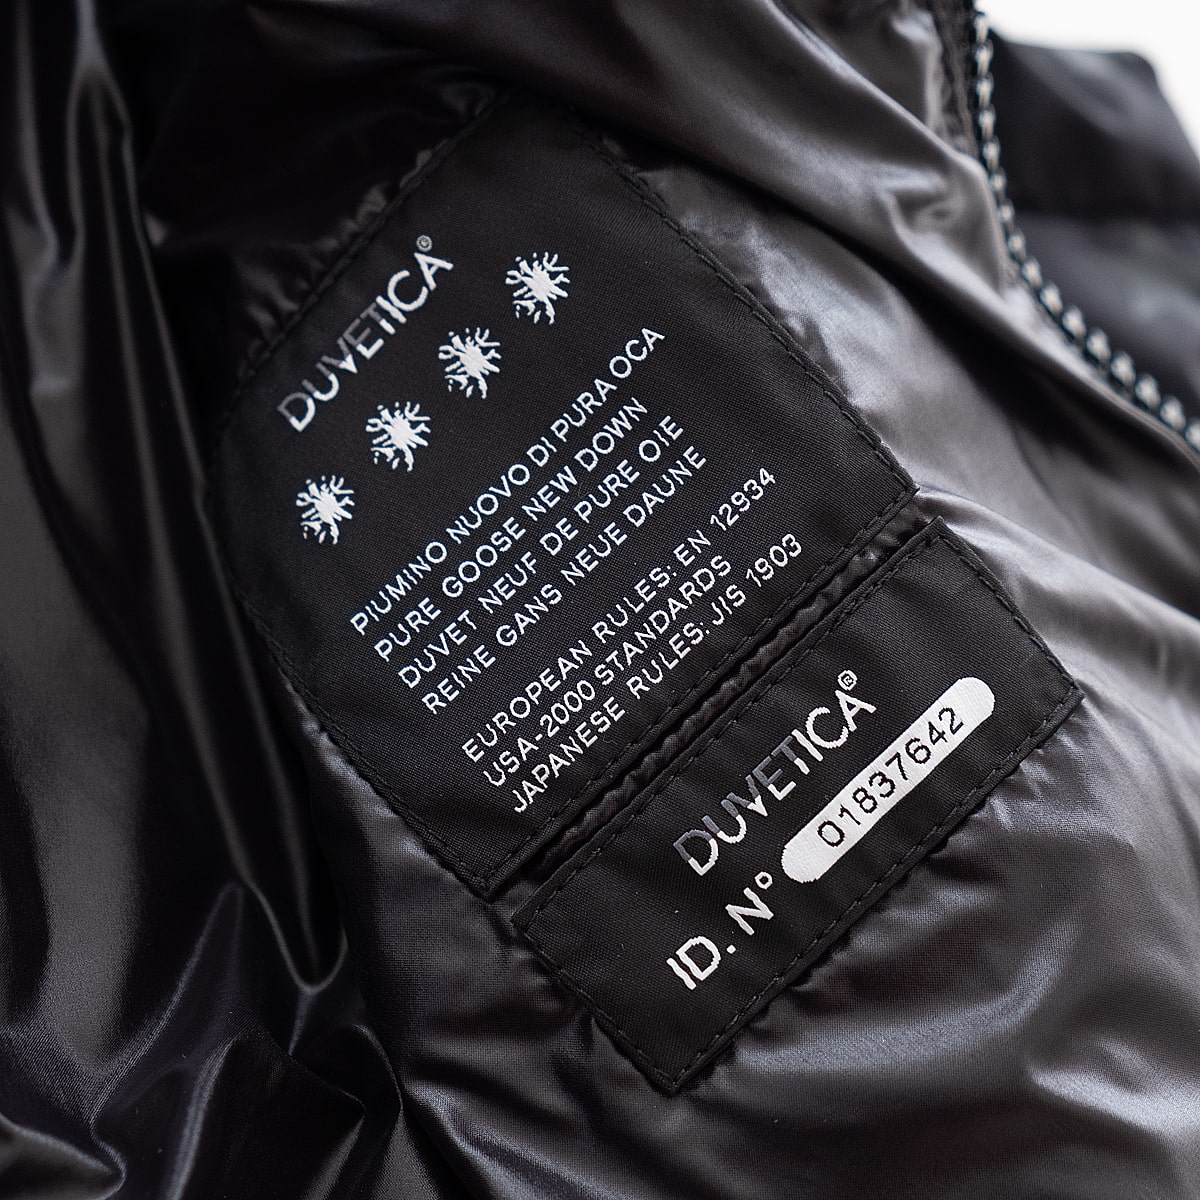 DUVETICA©
PIUMINO NUOVO DI PURA OCA
PURE GOOSE NEW DOWN
DUVET NEUF DE PURE OIE
REINE GANS NEUE DAUNE
EUROPEAN RULES: EN 12934
USA-2000 STANDARDS
JAPANESE RULES: JIS 1903
DUVETICA®
ID. Nº 01837642